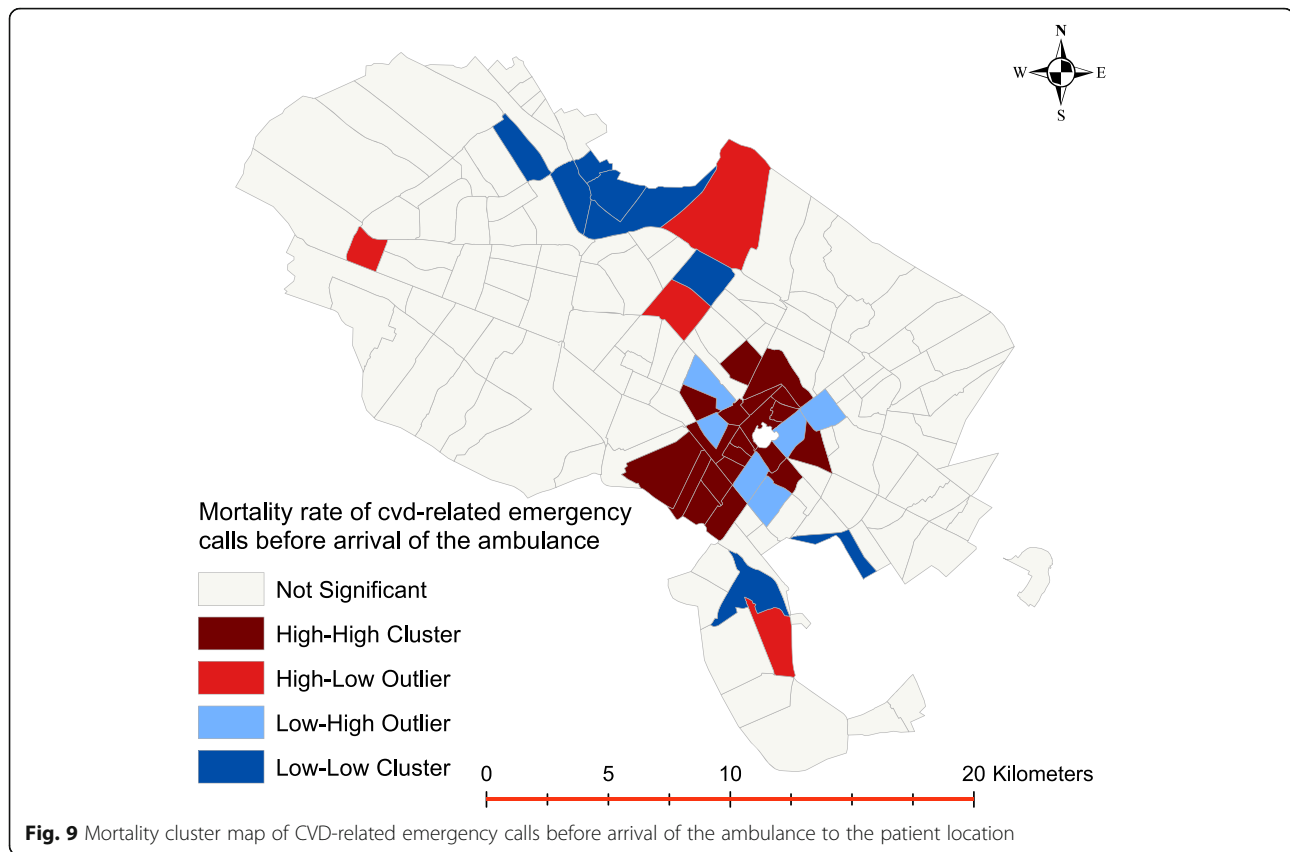 N
W E
S
Mortality rate of cvd-related emergency
calls before arrival of the ambulance
Not Significant
High-High Cluster
High-Low Outlier
Low-High Outlier
Low-Low Cluster
0 5 10 20 Kilometers
Fig. 9 Mortality cluster map of CVD-related emergency calls before arrival of the ambulance to the patient location